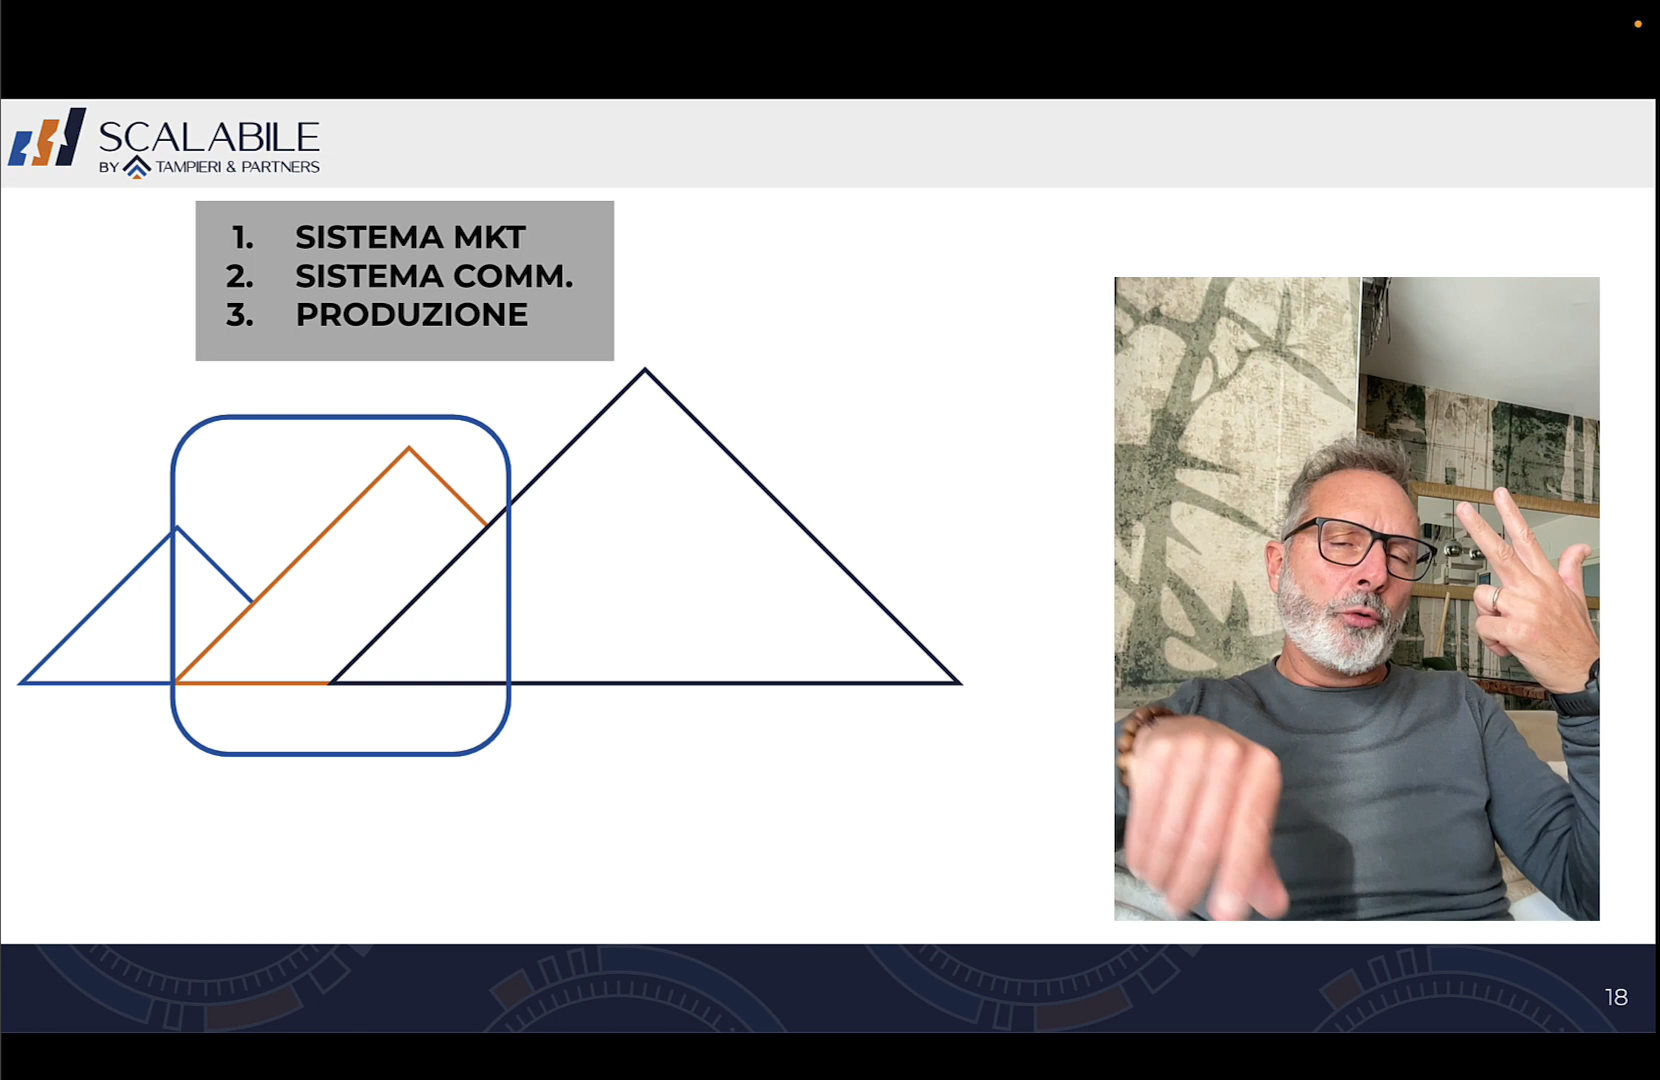 SCALABILE
BY TAMPIERI & PARTNERS
1. SISTEMA MKT
2. SISTEMA COMM.
3. PRODUZIONE
18